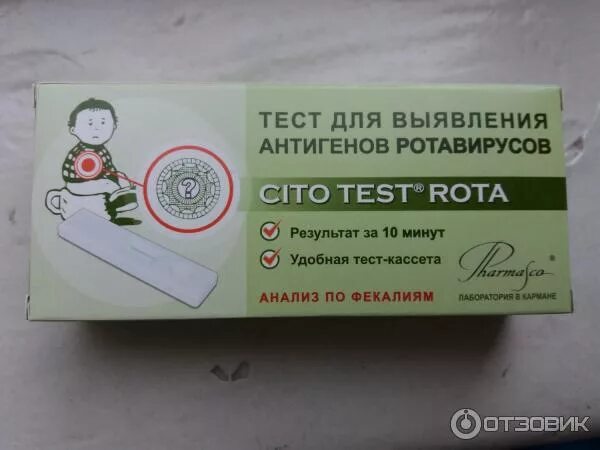 ТЕСТ ДЛЯ ВЫЯВЛЕНИЯ
АНТИГЕНОВ РОТАВИРУСОВ
CITO TEST® ROTA
Результат за 10 минут
Удобная тест-кассета
АНАЛИЗ ПО ФЕКАЛИЯМ
?
Pharmasco®
ЛАБОРАТОРИЯ В КАРМАНЕ
ОТЗОВИК